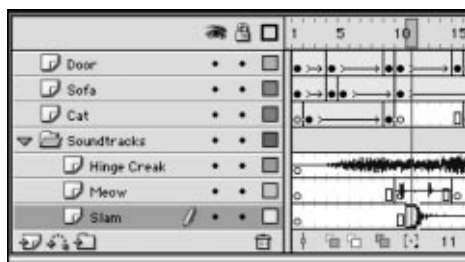 1 5 10 15
Door
Sofa
Cat
Soundtracks
Hinge Creak
Meow
Slam
11